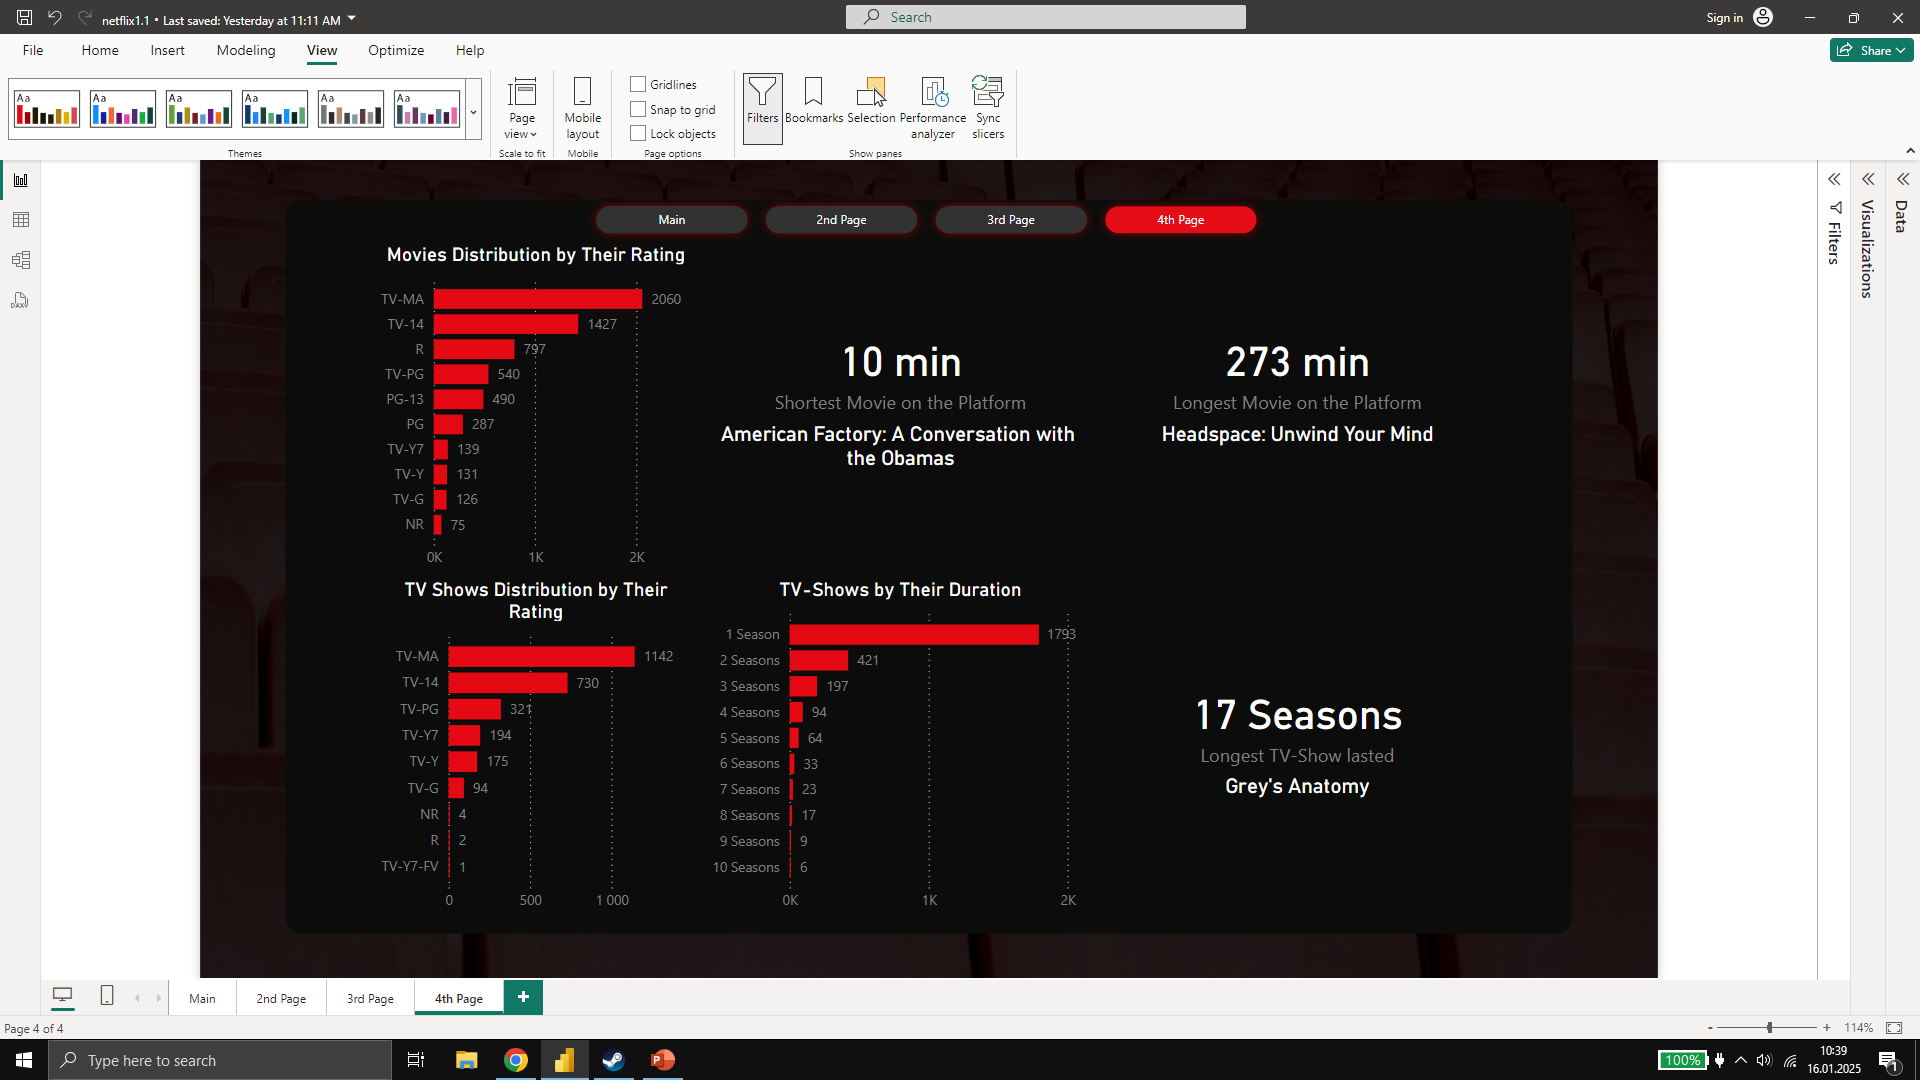 netflix1.1 • Last saved: Yesterday at 11:11 AM
Search
Sign in
File
Home
Insert
Modeling
View
Optimize
Help
Share
Aa
Aa
Aa
Aa
Aa
Aa
Themes
Page view
Scale to fit
Mobile layout
Mobile
Gridlines
Snap to grid
Lock objects
Page options
Filters
Bookmarks
Selection
Performance analyzer
Sync slicers
Show panes
DAX
Main
2nd Page
3rd Page
4th Page
Movies Distribution by Their Rating
TV-MA 2060
TV-14 1427
R 797
TV-PG 540
PG-13 490
PG 287
TV-Y7 139
TV-Y 131
TV-G 126
NR 75
0K 1K 2K
10 min
Shortest Movie on the Platform
American Factory: A Conversation with
the Obamas
273 min
Longest Movie on the Platform
Headspace: Unwind Your Mind
TV Shows Distribution by Their
Rating
TV-MA 1142
TV-14 730
TV-PG 321
TV-Y7 194
TV-Y 175
TV-G 94
NR 4
R 2
TV-Y7-FV 1
0 500 1 000
TV-Shows by Their Duration
1 Season 1793
2 Seasons 421
3 Seasons 197
4 Seasons 94
5 Seasons 64
6 Seasons 33
7 Seasons 23
8 Seasons 17
9 Seasons 9
10 Seasons 6
0K 1K 2K
17 Seasons
Longest TV-Show lasted
Grey's Anatomy
Filters
Visualizations
Data
Main
2nd Page
3rd Page
4th Page
+
Page 4 of 4
- + 114%
Type here to search
P
100%
10:39
16.01.2025
1